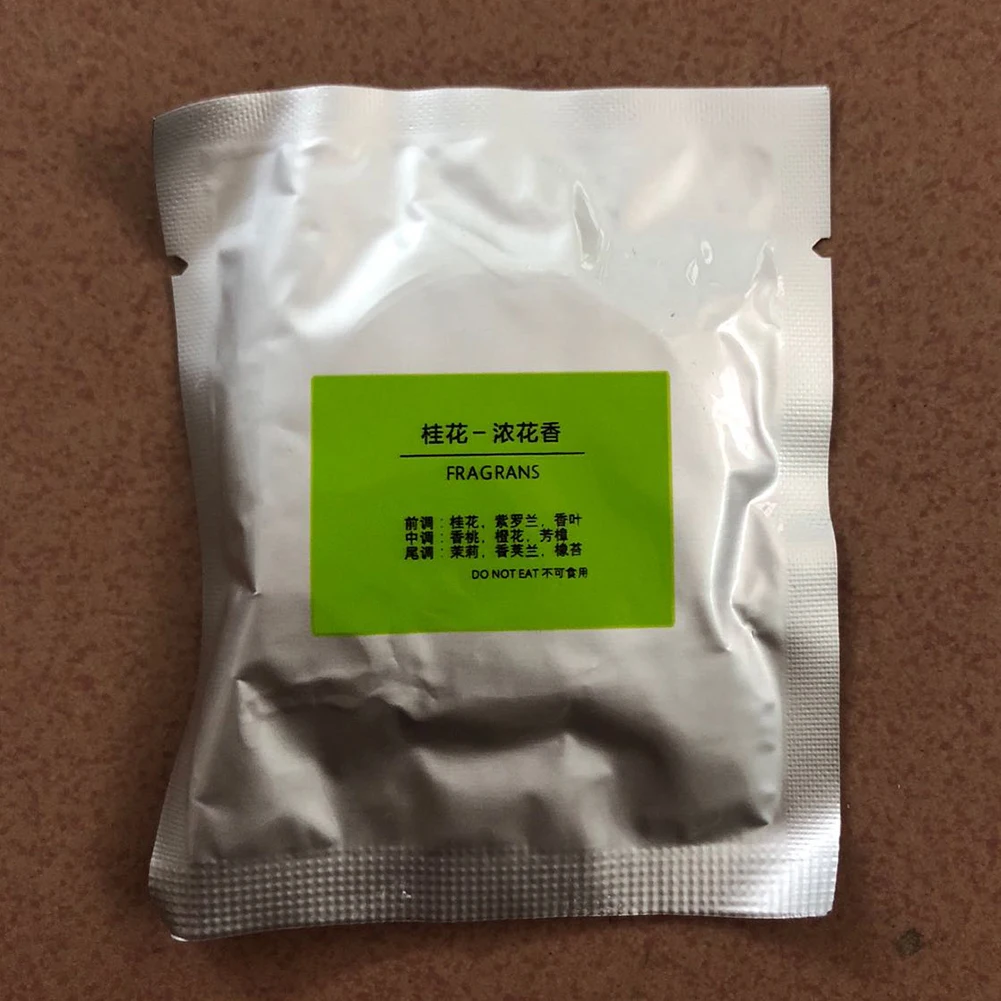 桂花－浓花香
FRAGRANS
前调：桂花，紫罗兰，香叶
中调：香桃，橙花，芳樟
尾调：茉莉，香荚兰，橡苔
DO NOT EAT 不可食用